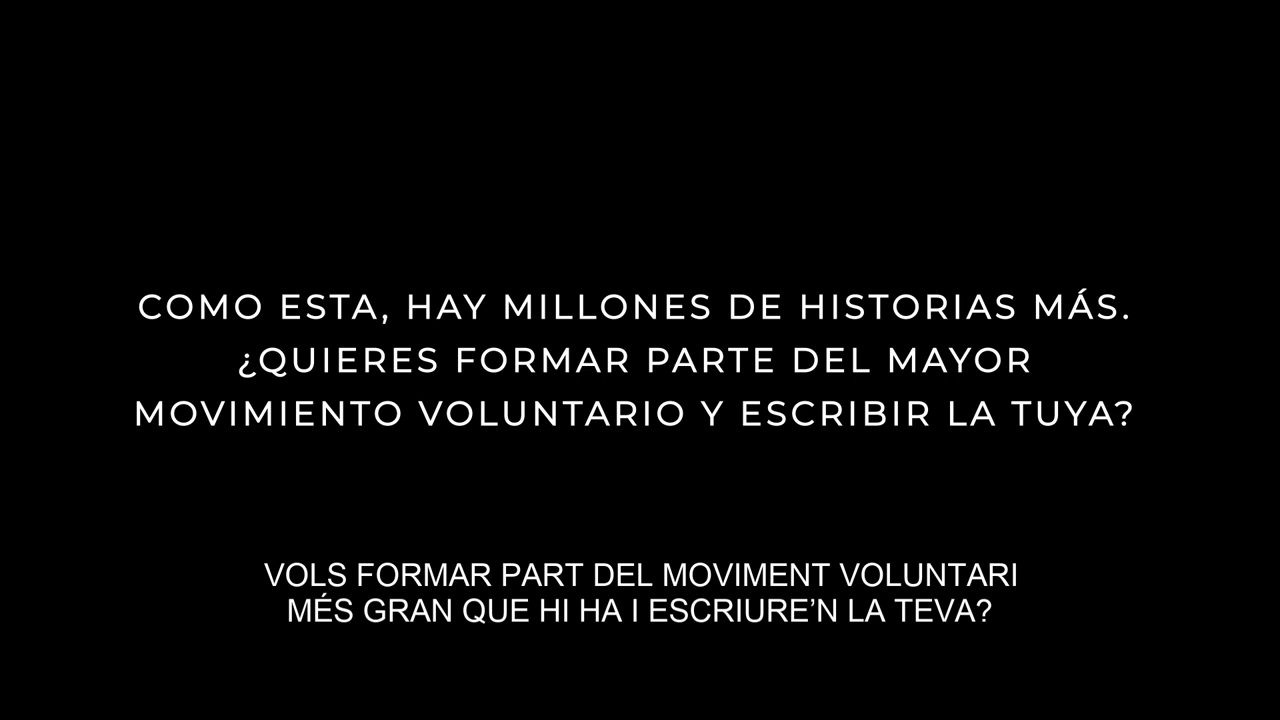 COMO ESTA, HAY MILLONES DE HISTORIAS MÁS.
¿QUIERES FORMAR PARTE DEL MAYOR
MOVIMIENTO VOLUNTARIO Y ESCRIBIR LA TUYA?
VOLS FORMAR PART DEL MOVIMENT VOLUNTARI
MÉS GRAN QUE HI HA I ESCRIURE’N LA TEVA?